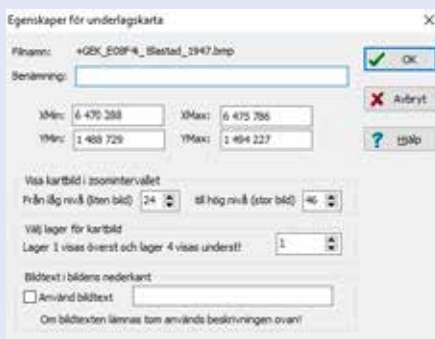 Egenskaper för underlagskarta
Filnamn: +GEK_E08F-4_ Blastad_1947.bmp
OK
Benämning:
Avbryt
XMin: 6 470 288 XMax: 6 475 786
YMin: 1 488 729 YMax: 1 494 227
Hjälp
Visa kartbild i zoomintervallet
Från låg nivå (liten bild) 24 till hög nivå (stor bild) 46
Välj lager för kartbild
Lager 1 visas överst och lager 4 visas underst! 1
Bildtext i bildens nederkant
Använd bildtext
Om bildtexten lämnas tom används beskrivningen ovan!